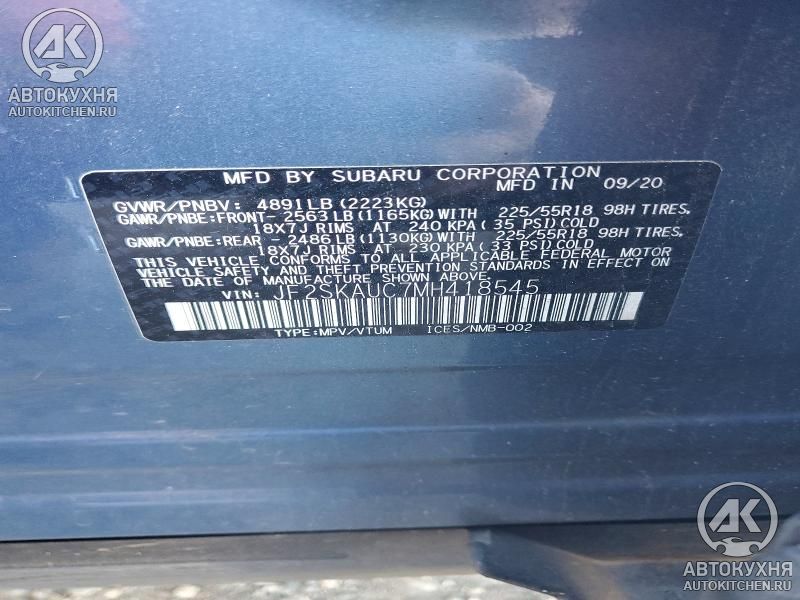 АК
АВТОКУХНЯ
AUTOKITCHEN.RU
MFD BY SUBARU CORPORATION
MFD IN 09/20
GVWR/PNBV: 4891LB (2223KG)
GAWR/PNBE:FRONT- 2563LB (1165KG) WITH 225/55R18 98H TIRES.
18X7J RIMS AT 240 KPA ( 35 PSI) COLD
GAWR/PNBE:REAR - 2486LB (1130KG) WITH 225/55R18 98H TIRES.
18X7J RIMS AT 230 KPA ( 33 PSI) COLD
THIS VEHICLE CONFORMS TO ALL APPLICABLE FEDERAL MOTOR
VEHICLE SAFETY AND THEFT PREVENTION STANDARDS IN EFFECT ON
THE DATE OF MANUFACTURE SHOWN ABOVE.
VIN: JF2SKAUC7MH418545
TYPE:MPV/VTUM ICES/NMB-002
АК
АВТОКУХНЯ
AUTOKITCHEN.RU